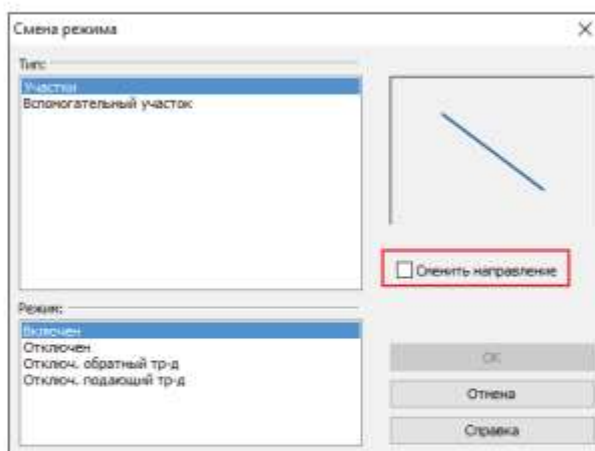 Смена режима
Тип:
Участки
Вспомогательный участок
Сменить направление
Режим:
Включен
Отключен
Отключ. обратный тр-д
Отключ. подающий тр-д
ОК
Отмена
Справка